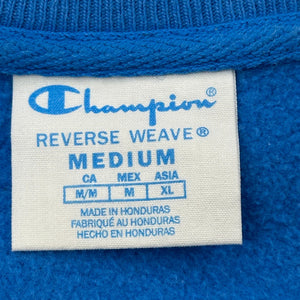 Champion
REVERSE WEAVE®
MEDIUM
CA MEX ASIA
M/M M XL
MADE IN HONDURAS
FABRIQUÉ AU HONDURAS
HECHO EN HONDURAS